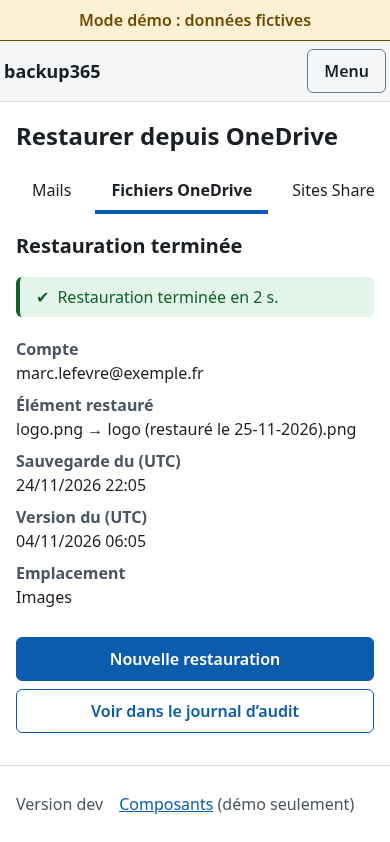 Mode démo : données fictives
backup365
Menu
Restaurer depuis OneDrive
Mails
Fichiers OneDrive
Sites Share
Restauration terminée
✔ Restauration terminée en 2 s.
Compte
marc.lefevre@exemple.fr
Élément restauré
logo.png → logo (restauré le 25-11-2026).png
Sauvegarde du (UTC)
24/11/2026 22:05
Version du (UTC)
04/11/2026 06:05
Emplacement
Images
Nouvelle restauration
Voir dans le journal d’audit
Version dev Composants (démo seulement)